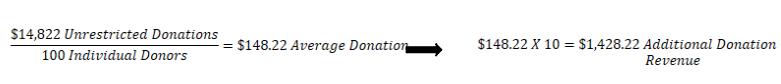 $14,822 Unrestricted Donations
100 Individual Donors
= $148.22 Average Donation
$148.22 X 10 = $1,428.22 Additional Donation
Revenue